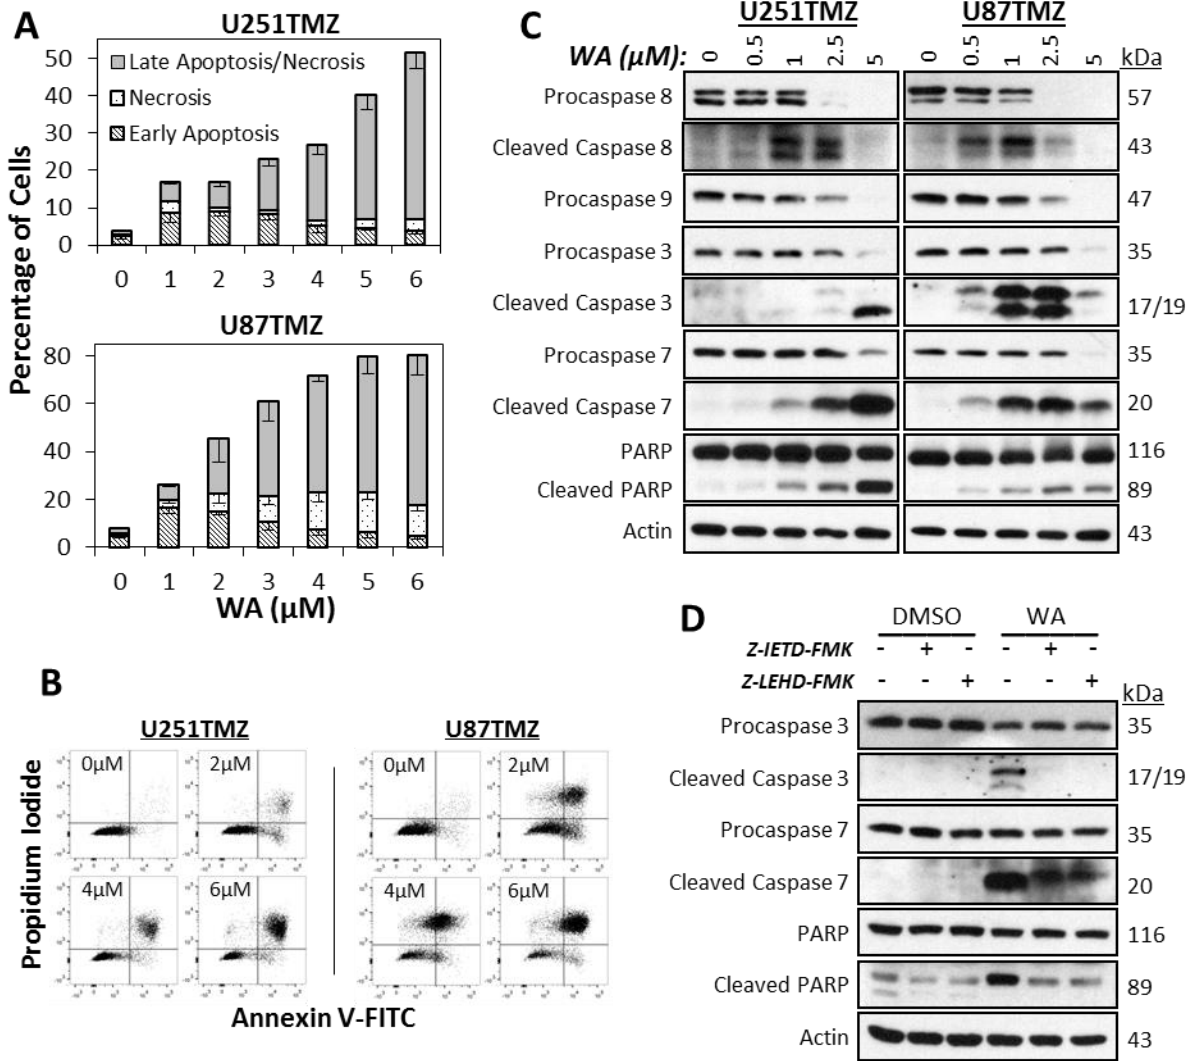 A
U251TMZ
Percentage of Cells
50
40
30
20
10
0
Late Apoptosis/Necrosis
Necrosis
Early Apoptosis
0 1 2 3 4 5 6
U87TMZ
80
60
40
20
0
0 1 2 3 4 5 6
WA (μM)
B
U251TMZ U87TMZ
Propidium Iodide
0μM 2μM 0μM 2μM
4μM 6μM 4μM 6μM
Annexin V-FITC
C
U251TMZ U87TMZ
WA (μM): 0 0.5 1 2.5 5 0 0.5 1 2.5 5 kDa
Procaspase 8 57
Cleaved Caspase 8 43
Procaspase 9 47
Procaspase 3 35
Cleaved Caspase 3 17/19
Procaspase 7 35
Cleaved Caspase 7 20
PARP 116
Cleaved PARP 89
Actin 43
D
DMSO WA
Z-IETD-FMK - + - - + -
Z-LEHD-FMK - - + - - +
kDa
Procaspase 3 35
Cleaved Caspase 3 17/19
Procaspase 7 35
Cleaved Caspase 7 20
PARP 116
Cleaved PARP 89
Actin 43